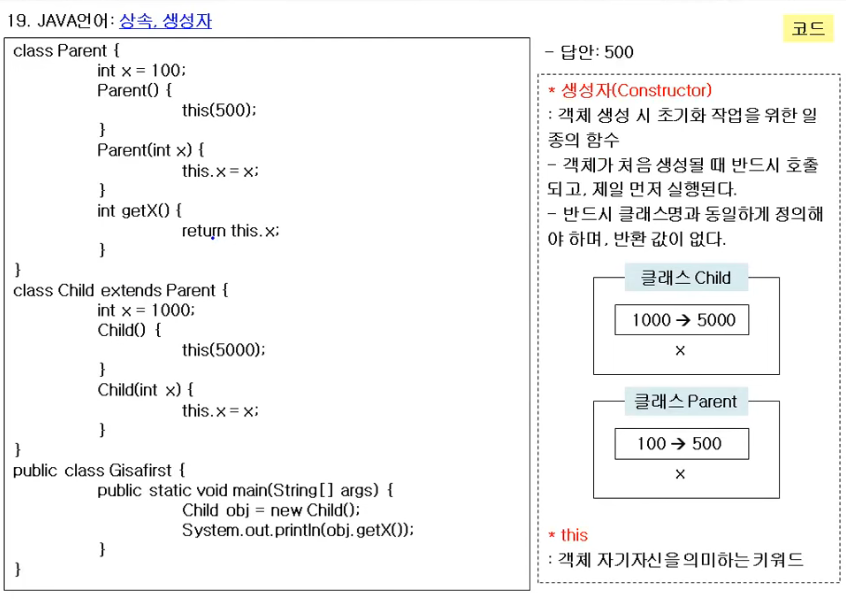 19. JAVA언어: 상속, 생성자
코드
class Parent {
int x = 100;
Parent() {
this(500);
}
Parent(int x) {
this.x = x;
}
int getX() {
return this.x;
}
}
class Child extends Parent {
int x = 1000;
Child() {
this(5000);
}
Child(int x) {
this.x = x;
}
}
public class Gisafirst {
public static void main(String[] args) {
Child obj = new Child();
System.out.println(obj.getX());
}
}
- 답안: 500
* 생성자(Constructor)
: 객체 생성 시 초기화 작업을 위한 일
종의 함수
- 객체가 처음 생성될 때 반드시 호출
되고, 제일 먼저 실행된다.
- 반드시 클래스명과 동일하게 정의해
야 하며, 반환 값이 없다.
클래스 Child
1000 → 5000
x
클래스 Parent
100 → 500
x
* this
: 객체 자기자신을 의미하는 키워드